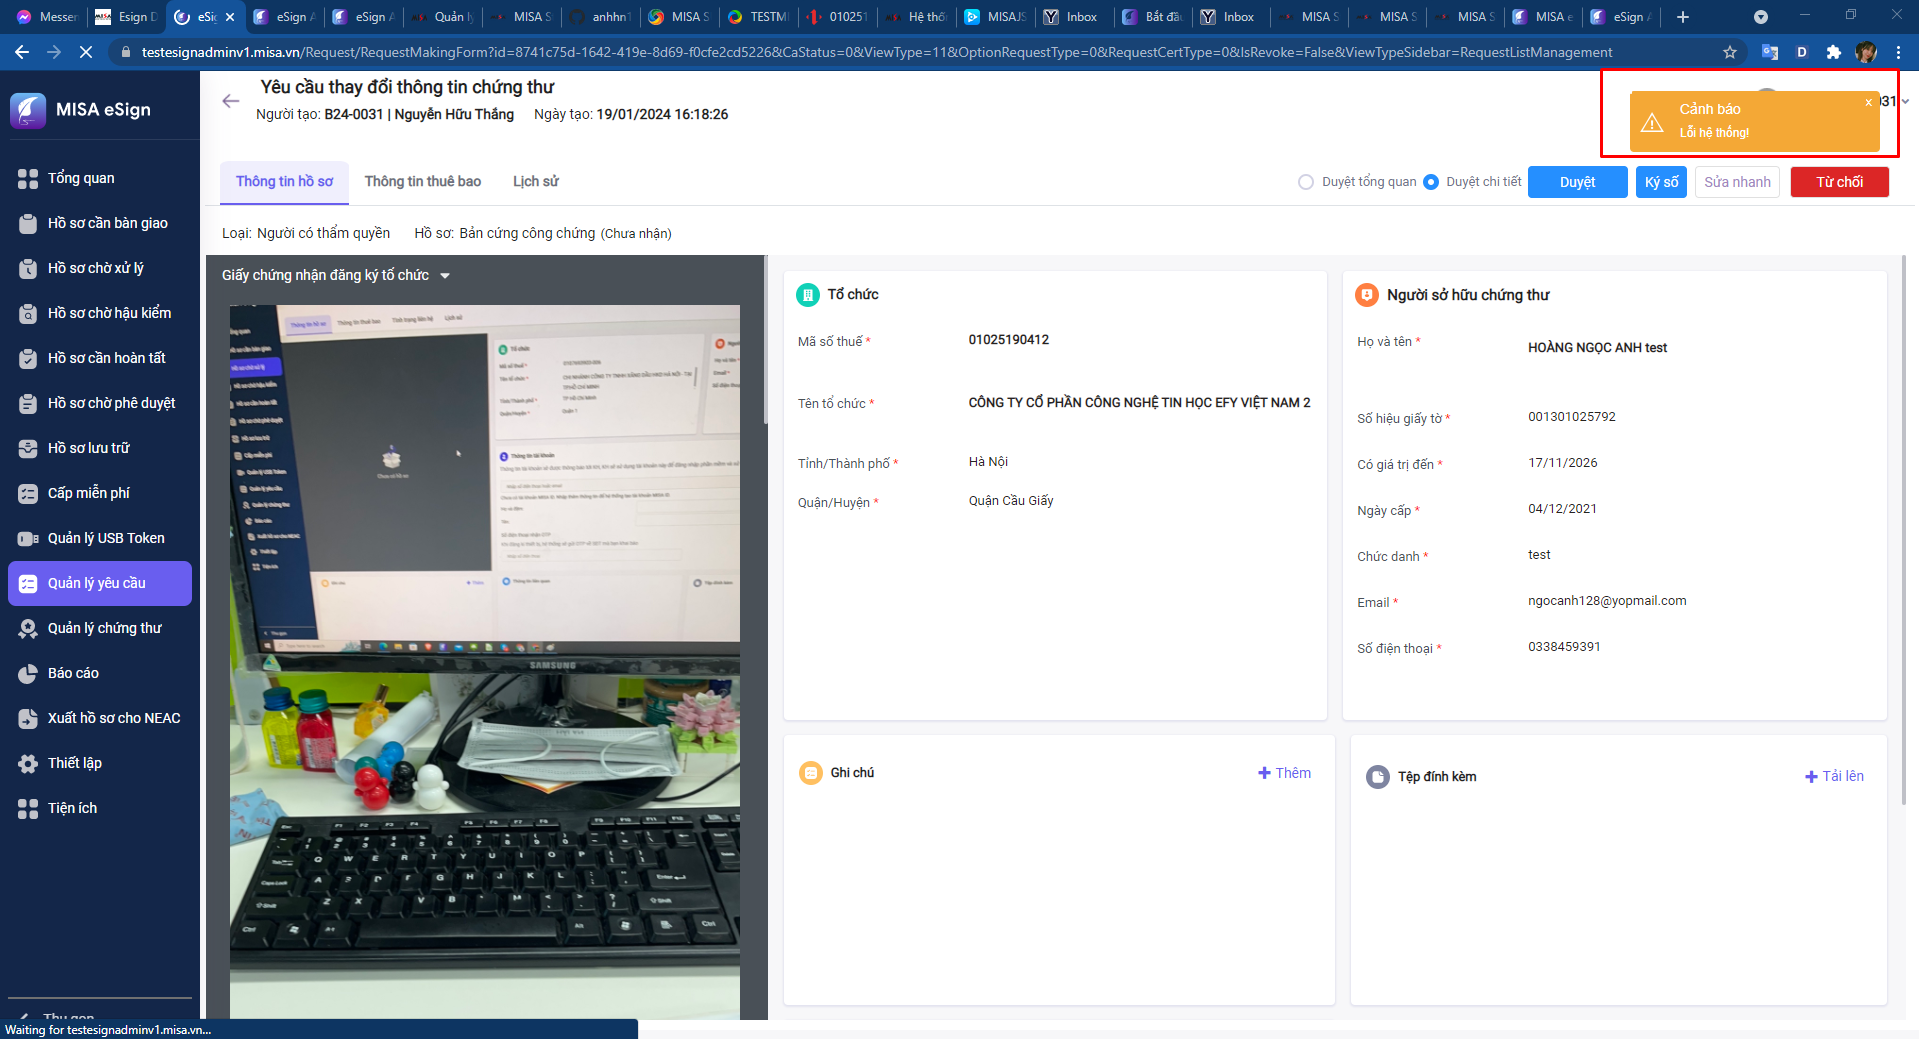 Messen
Esign D
eSig
eSign A
eSign A
Quản lý
MISA S
anhhn1
MISA S
TESTMI
010251
Hệ thố
MISAJS
Inbox
Bắt đầu
Inbox
MISA S
MISA S
MISA S
MISA e
eSign A
testesignadminv1.misa.vn/Request/RequestMakingForm?id=8741c75d-1642-419e-8d69-f0cfe2cd5226&CaStatus=0&ViewType=11&OptionRequestType=0&RequestCertType=0&IsRevoke=False&ViewTypeSidebar=RequestListManagement
MISA eSign
Yêu cầu thay đổi thông tin chứng thư
Người tạo: B24-0031 | Nguyễn Hữu Thắng Ngày tạo: 19/01/2024 16:18:26
Cảnh báo
Lỗi hệ thống!
x
031
Tổng quan
Hồ sơ cần bàn giao
Hồ sơ chờ xử lý
Hồ sơ chờ hậu kiểm
Hồ sơ cần hoàn tất
Hồ sơ chờ phê duyệt
Hồ sơ lưu trữ
Cấp miễn phí
Quản lý USB Token
Quản lý yêu cầu
Quản lý chứng thư
Báo cáo
Xuất hồ sơ cho NEAC
Thiết lập
Tiện ích
Thu gọn
Waiting for testesignadminv1.misa.vn...
Thông tin hồ sơ
Thông tin thuê bao
Lịch sử
Duyệt tổng quan
Duyệt chi tiết
Duyệt
Ký số
Sửa nhanh
Từ chối
Loại: Người có thẩm quyền Hồ sơ: Bản cứng công chứng (Chưa nhận)
Giấy chứng nhận đăng ký tổ chức
SAMSUNG
Tổ chức
Mã số thuế * 01025190412
Tên tổ chức * CÔNG TY CỔ PHẦN CÔNG NGHỆ TIN HỌC EFY VIỆT NAM 2
Tỉnh/Thành phố * Hà Nội
Quận/Huyện * Quận Cầu Giấy
Người sở hữu chứng thư
Họ và tên * HOÀNG NGỌC ANH test
Số hiệu giấy tờ * 001301025792
Có giá trị đến * 17/11/2026
Ngày cấp * 04/12/2021
Chức danh * test
Email * ngocanh128@yopmail.com
Số điện thoại * 0338459391
Ghi chú
Thêm
Tệp đính kèm
Tải lên